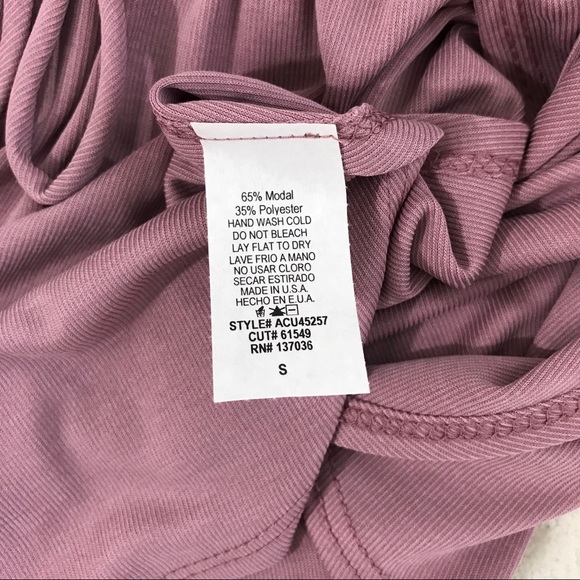 65% Modal
35% Polyester
HAND WASH COLD
DO NOT BLEACH
LAY FLAT TO DRY
LAVE FRIO A MANO
NO USAR CLORO
SECAR ESTIRADO
MADE IN U.S.A.
HECHO EN E.U.A.
STYLE# ACU45257
CUT# 61549
RN# 137036
S